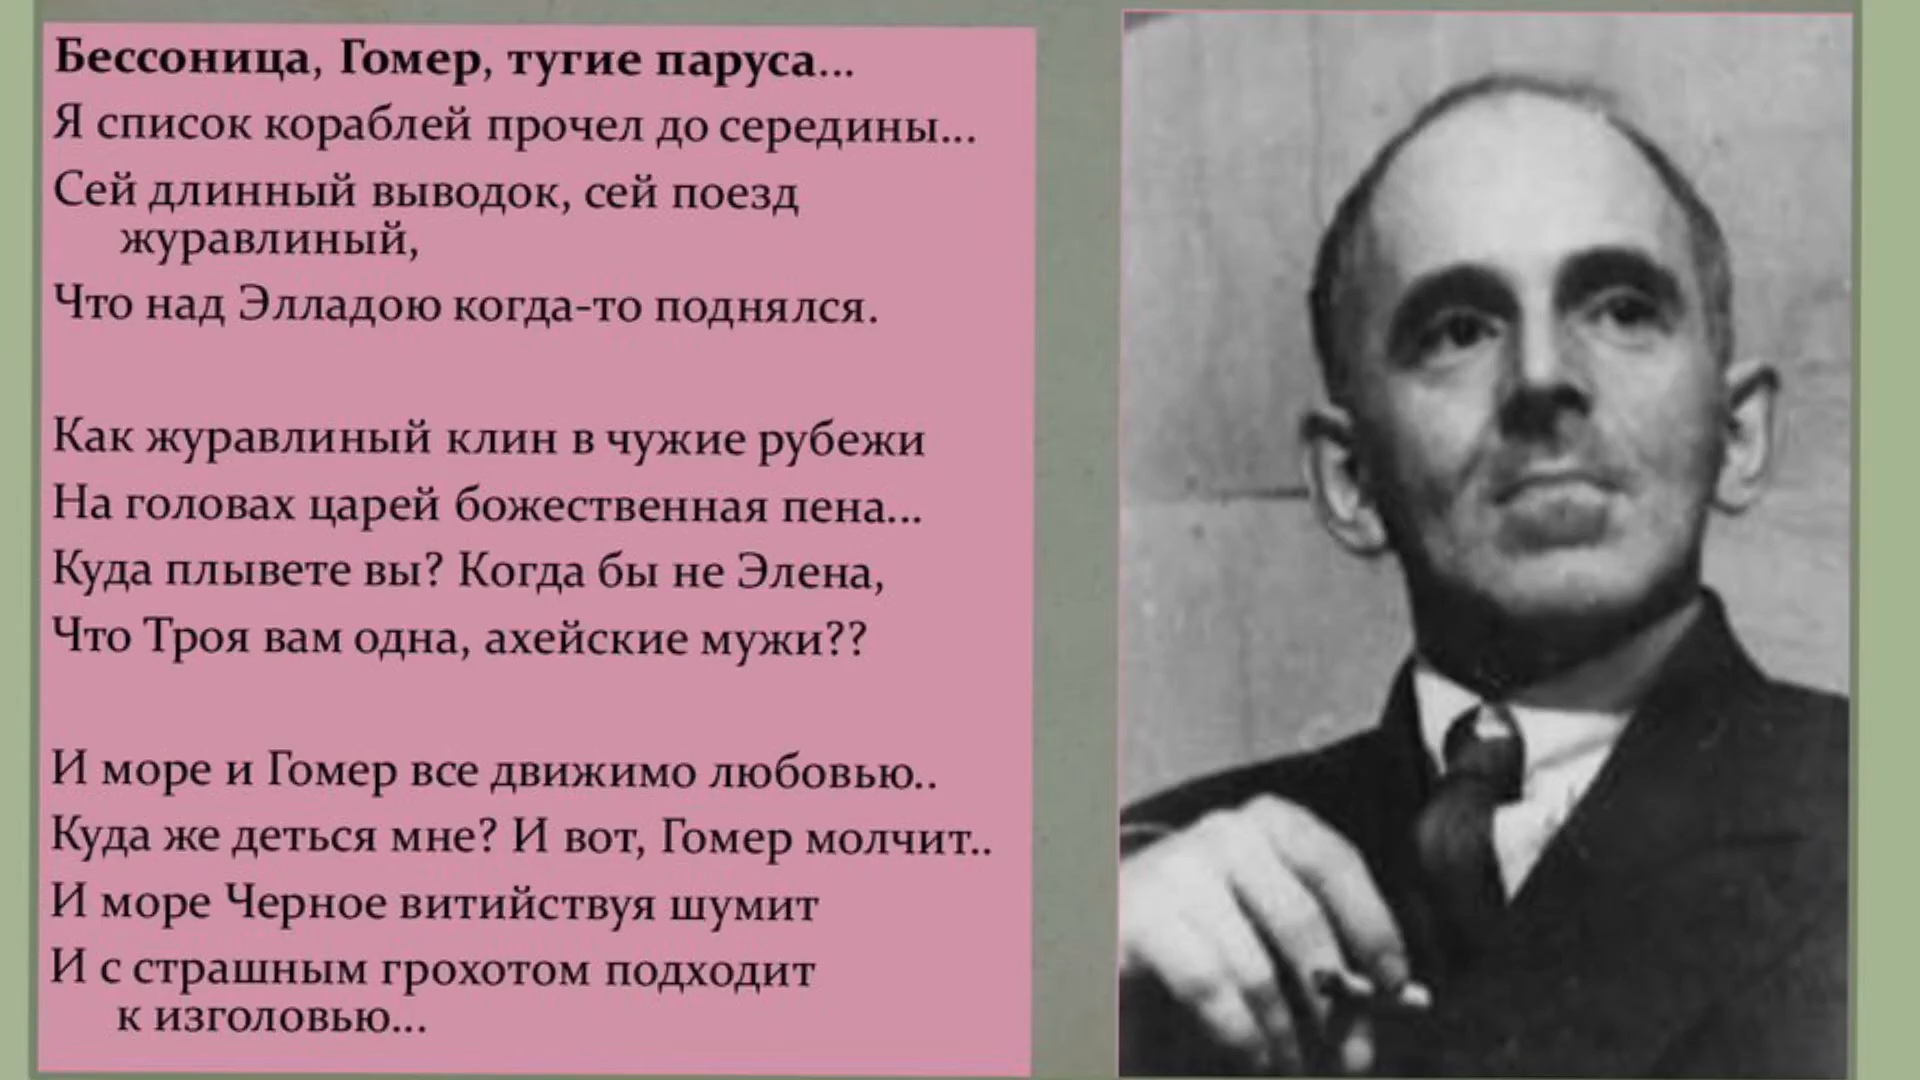 Бессоница, Гомер, тугие паруса...
Я список кораблей прочел до середины...
Сей длинный выводок, сей поезд
журавлиный,
Что над Элладою когда-то поднялся.
Как журавлиный клин в чужие рубежи
На головах царей божественная пена...
Куда плывете вы? Когда бы не Элена,
Что Троя вам одна, ахейские мужи??
И море и Гомер все движимо любовью..
Куда же деться мне? И вот, Гомер молчит..
И море Черное витийствуя шумит
И с страшным грохотом подходит
к изголовью...